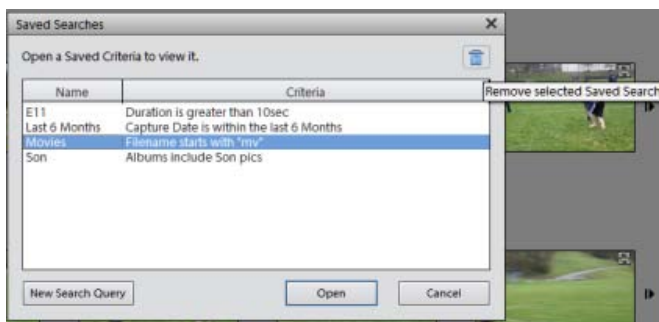 Saved Searches
Open a Saved Criteria to view it.
Name Criteria
Remove selected Saved Search
E11 Duration is greater than 10sec
Last 6 Months Capture Date is within the last 6 Months
Movies Filename starts with "mv"
Son Albums include Son pics
New Search Query Open Cancel